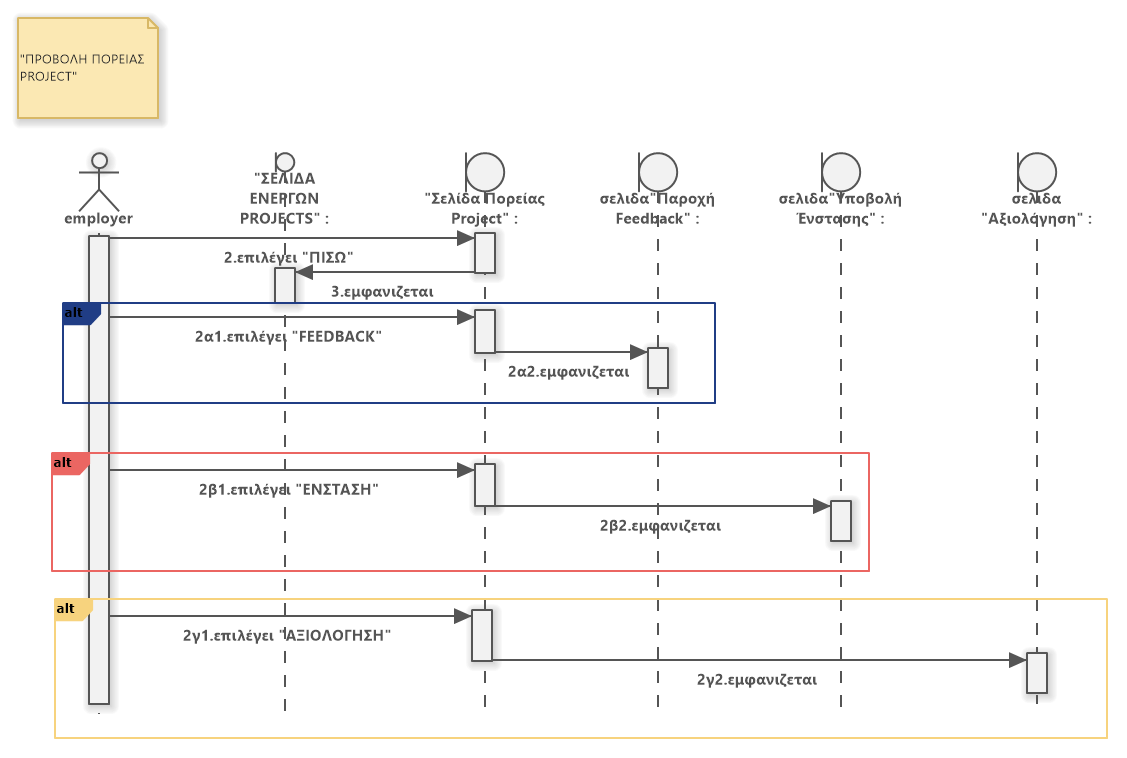 "ΠΡΟΒΟΛΗ ΠΟΡΕΙΑΣ
PROJECT"
employer
"ΣΕΛΙΔΑ
ΕΝΕΡΓΩΝ
PROJECTS" :
"Σελίδα Πορείας
Project" :
σελιδα"Παροχή
Feedback" :
σελιδα"Υποβολή
Ένστασης" :
σελιδα
"Αξιολόγηση" :
2.επιλέγει "ΠΙΣΩ"
3.εμφανιζεται
alt
2α1.επιλέγει "FEEDBACK"
2α2.εμφανιζεται
alt
2β1.επιλέγει "ΕΝΣΤΑΣΗ"
2β2.εμφανιζεται
alt
2γ1.επιλέγει "ΑΞΙΟΛΟΓΗΣΗ"
2γ2.εμφανιζεται